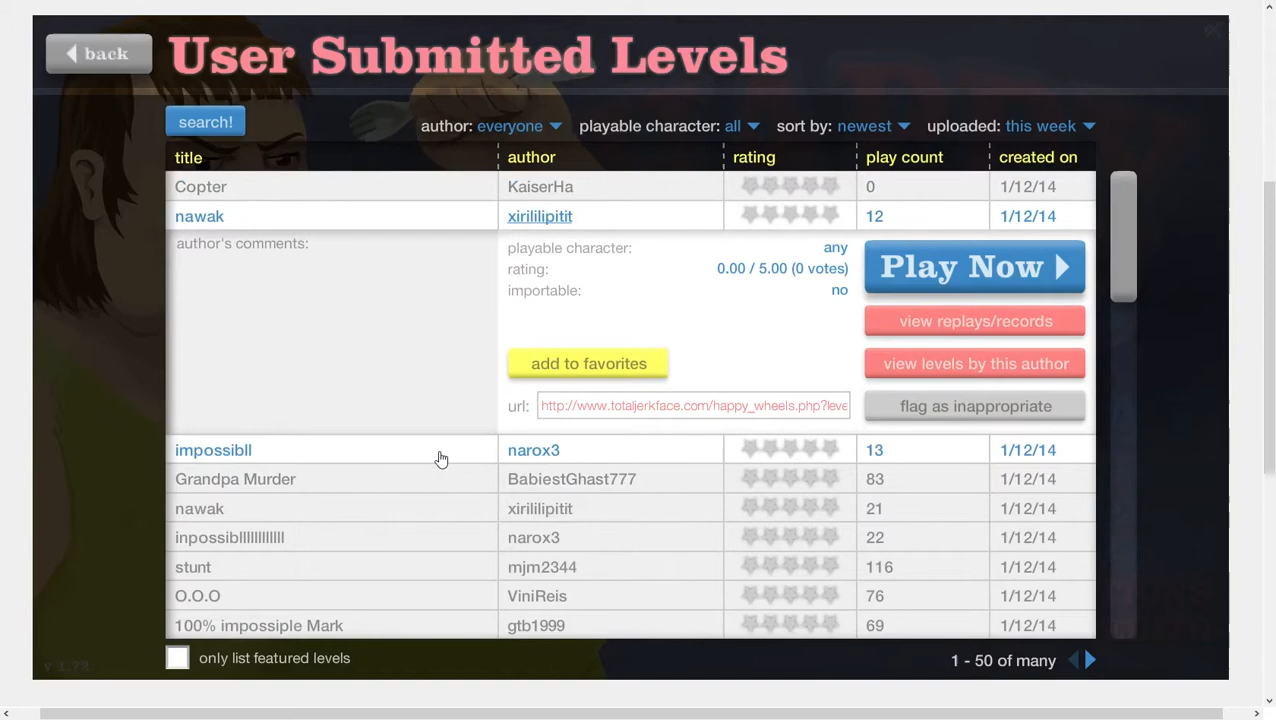 back
User Submitted Levels
search!
author: everyone playable character: all sort by: newest uploaded: this week
title author rating play count created on
Copter KaiserHa 0 1/12/14
nawak xirililipitit 12 1/12/14
author's comments:
playable character: any
rating: 0.00 / 5.00 (0 votes)
importable: no
Play Now
view replays/records
add to favorites
view levels by this author
url: http://www.totaljerkface.com/happy_wheels.php?leve
flag as inappropriate
impossibll narox3 13 1/12/14
Grandpa Murder BabiestGhast777 83 1/12/14
nawak xirililipitit 21 1/12/14
inpossibllllllllllll narox3 22 1/12/14
stunt mjm2344 116 1/12/14
O.O.O ViniReis 76 1/12/14
100% impossiple Mark gtb1999 69 1/12/14
only list featured levels
1 - 50 of many
v 1.72